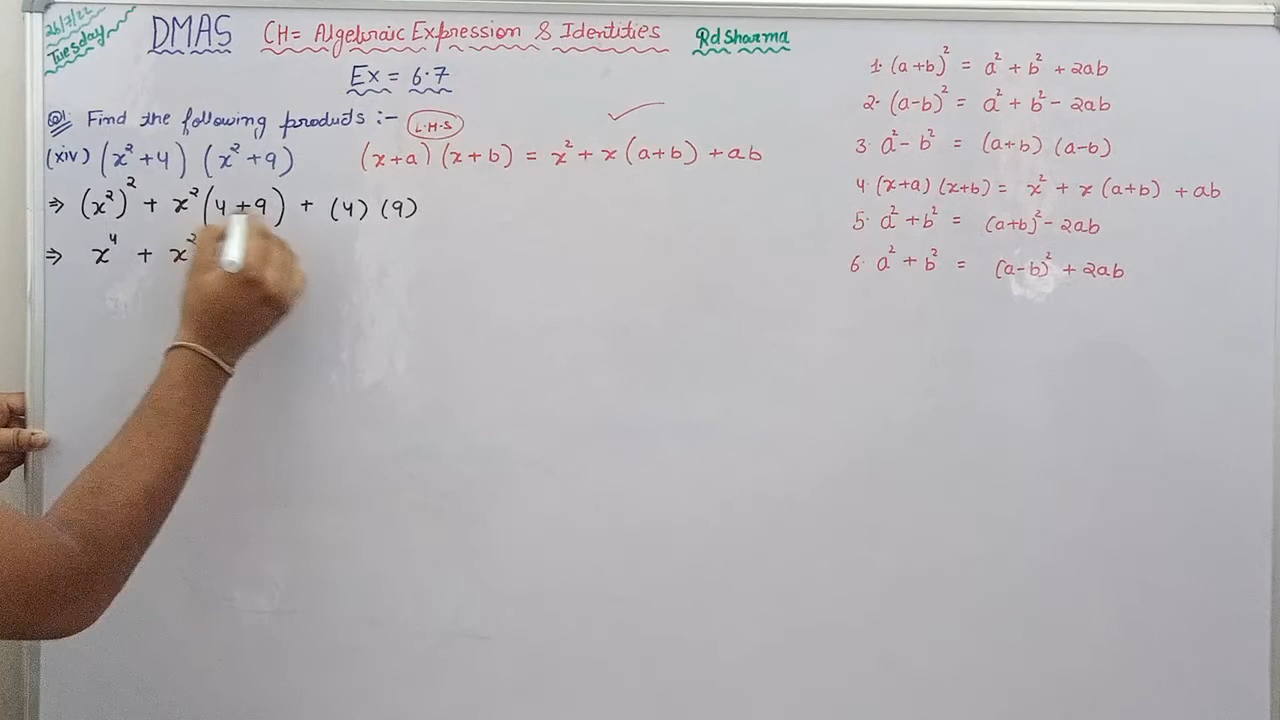 26/7/22
Tuesday
DMAS CH= Algebraic Expression & Identities Rd Sharma
Ex = 6.7
Q1. Find the following products :- L.H.S
(xiv) (x²+4) (x²+9) (x+a) (x+b) = x² + x(a+b) + ab
⇒ (x²)² + x²(4+9) + (4)(9)
⇒ x⁴ + x²
1. (a+b)² = a² + b² + 2ab
2. (a-b)² = a² + b² - 2ab
3. a² - b² = (a+b) (a-b)
4. (x+a) (x+b) = x² + x(a+b) + ab
5. a² + b² = (a+b)² - 2ab
6. a² + b² = (a-b)² + 2ab